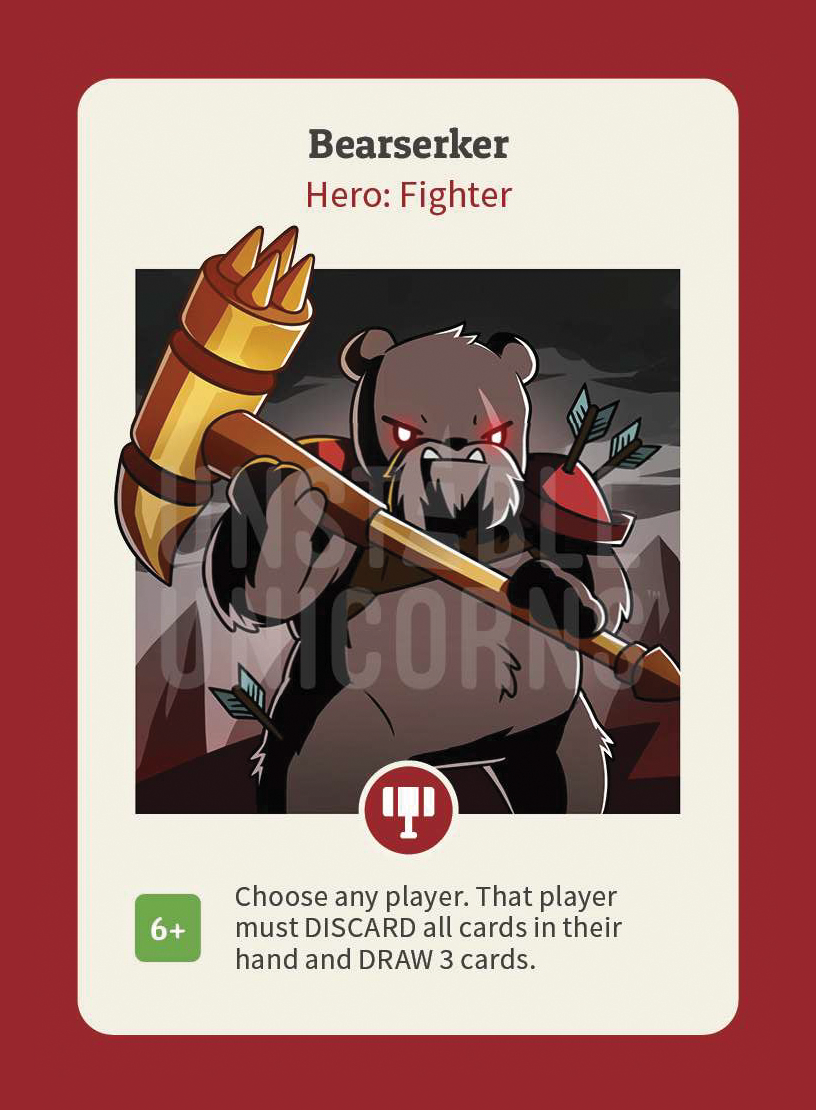 Bearserker
Hero: Fighter
UNSTABLE
UNICORNS™
6+
Choose any player. That player
must DISCARD all cards in their
hand and DRAW 3 cards.